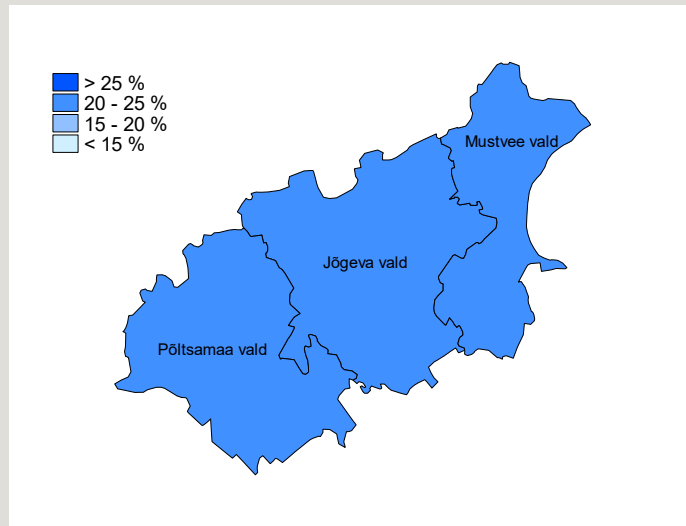 > 25 %
20 - 25 %
15 - 20 %
< 15 %
Mustvee vald
Jõgeva vald
Põltsamaa vald